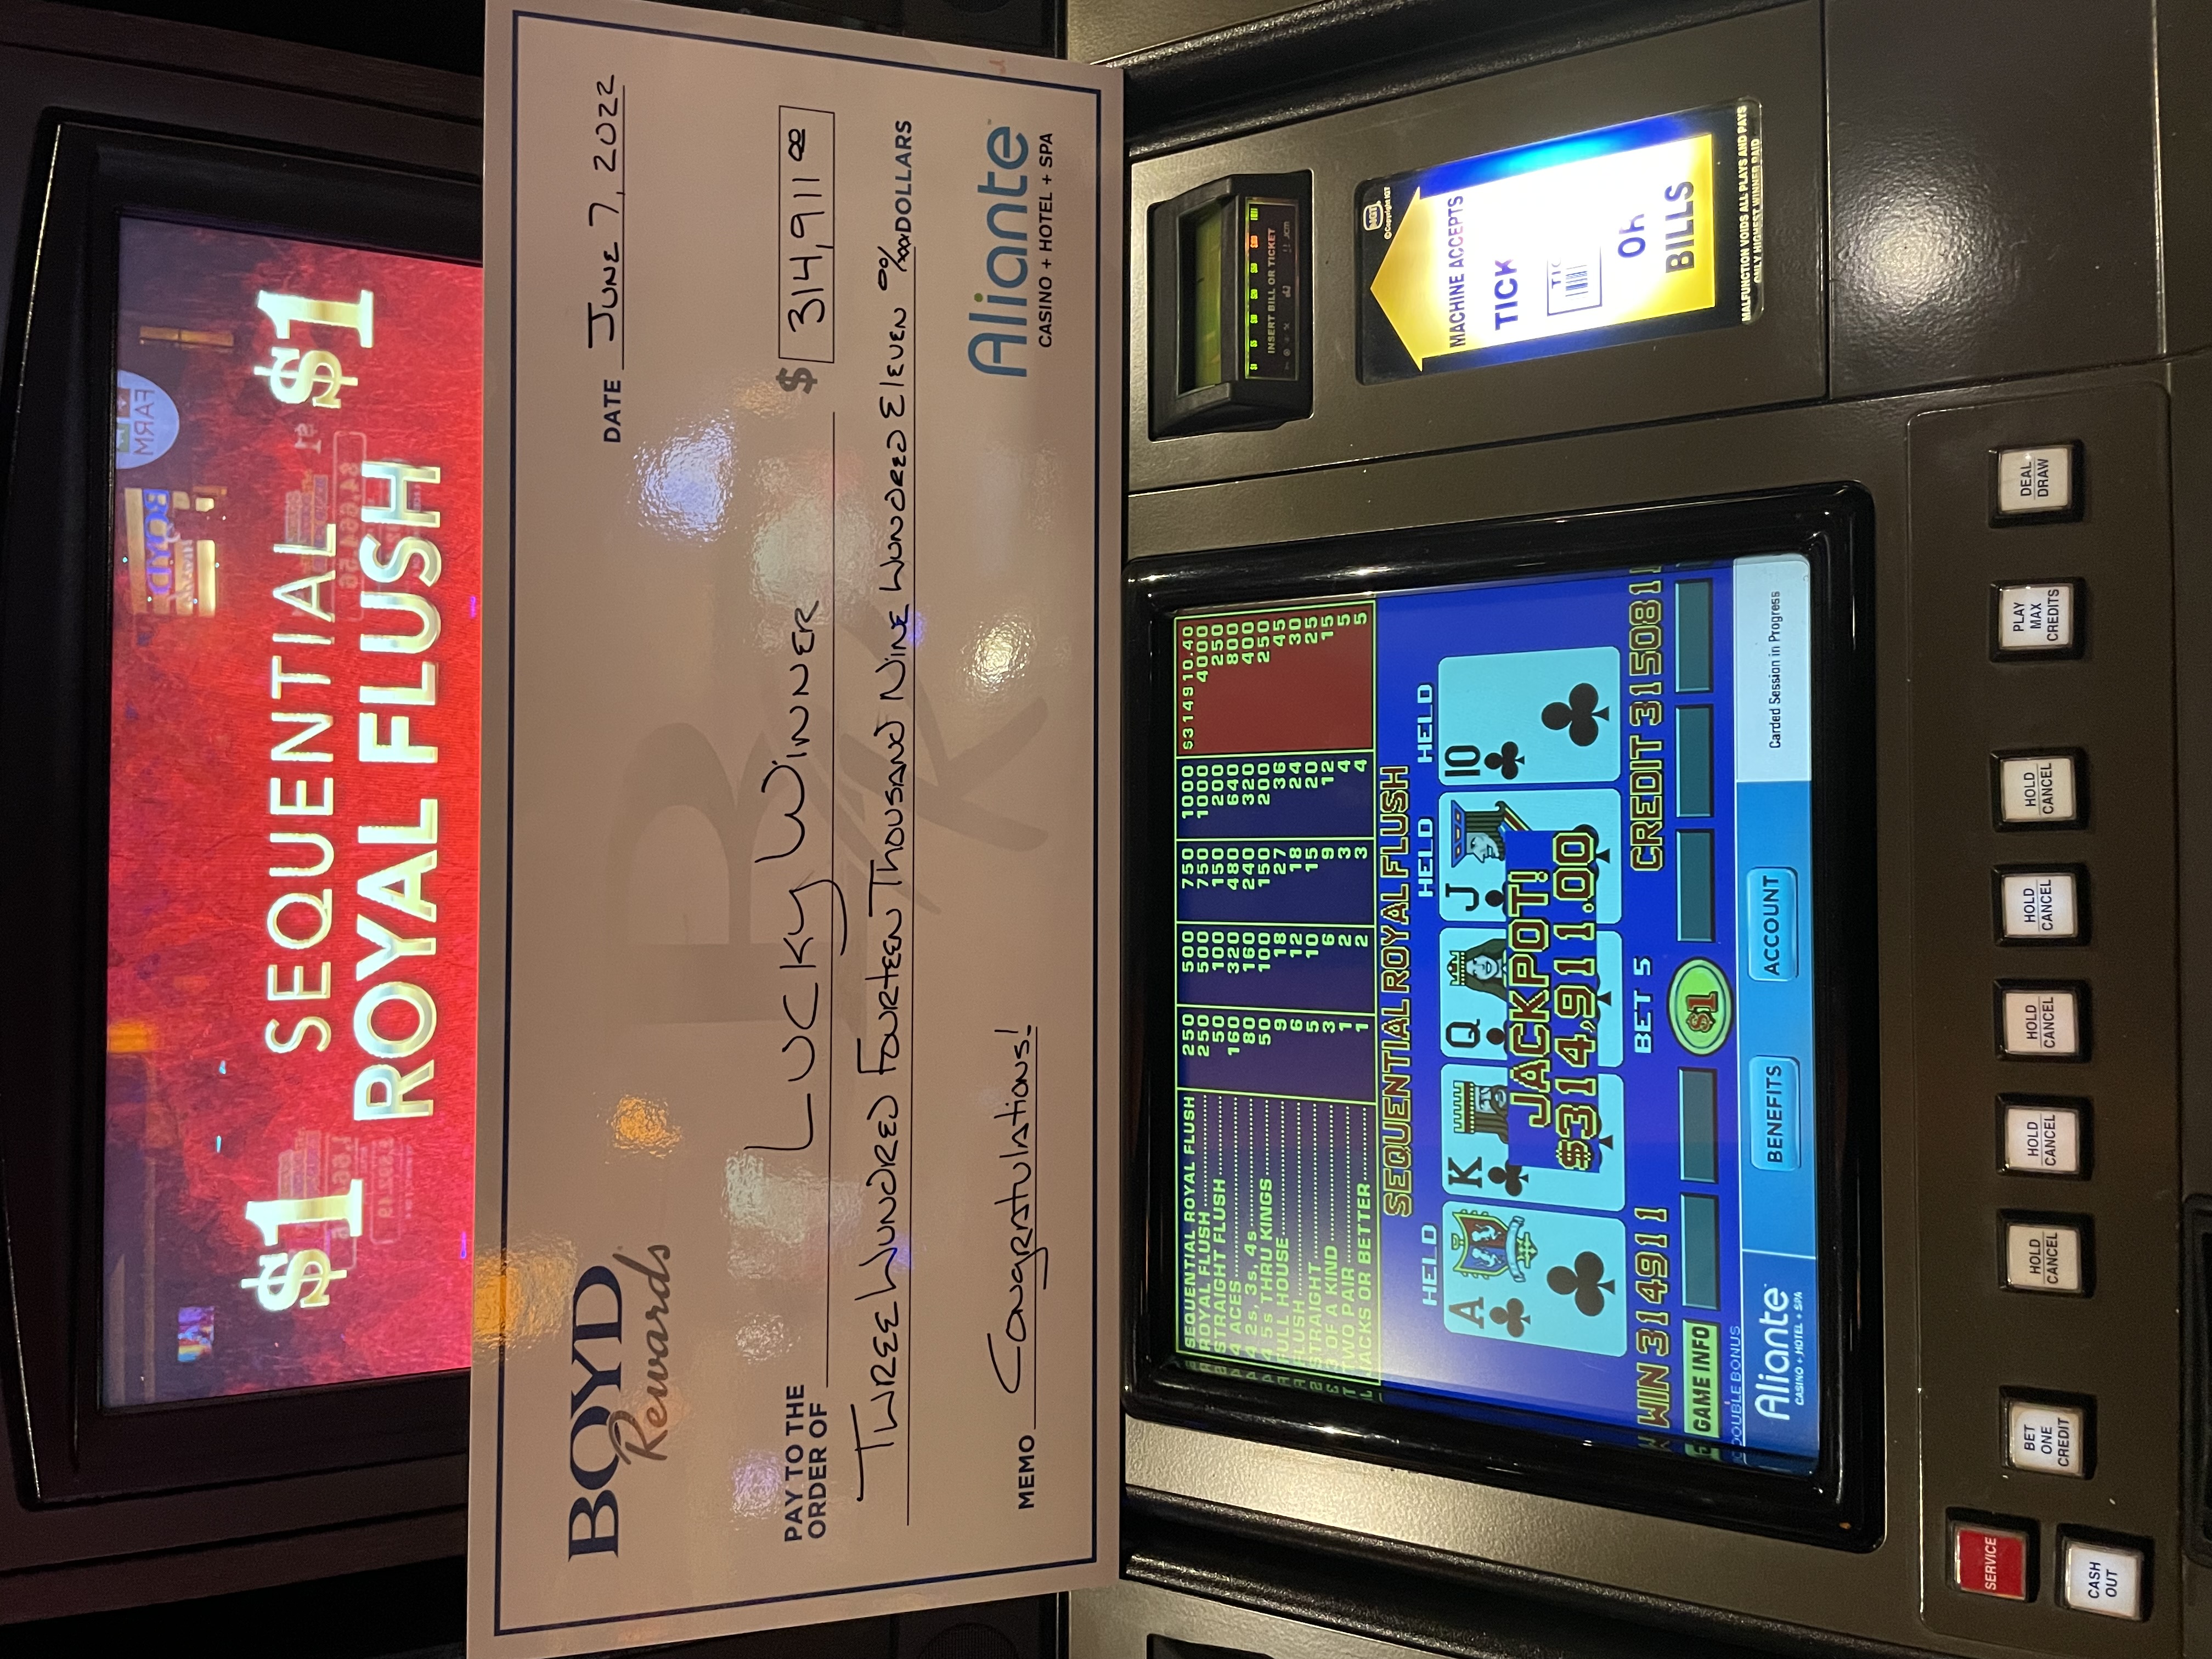 $1 SEQUENTIAL $1
ROYAL FLUSH
BOYD
Rewards
DATE JUNE 7, 2022
PAY TO THE
ORDER OF LUCKY WINNER $ 314,911 00
THREE HUNDRED FOURTEEN THOUSAND NINE HUNDRED ELEVEN 00/xxx DOLLARS
MEMO Congratulations!
Aliante
CASINO + HOTEL + SPA
SEQUENTIAL ROYAL FLUSH 250 500 750 1000 $314910.40
ROYAL FLUSH 250 500 750 1000 4000
STRAIGHT FLUSH 50 100 150 200 250
4 ACES 160 320 480 640 800
4 2s, 3s, 4s 80 160 240 320 400
4 5s THRU KINGS 50 100 150 200 250
FULL HOUSE 9 18 27 36 45
FLUSH 6 12 18 24 30
STRAIGHT 5 10 15 20 25
3 OF A KIND 3 6 9 12 15
TWO PAIR 1 2 3 4 5
JACKS OR BETTER 1 2 3 4 5
SEQUENTIAL ROYAL FLUSH
HELD HELD HELD
A K Q J 10
JACKPOT!
$314,911.00
WIN 314911 BET 5 CREDIT 315081
GAME INFO $1
DOUBLE BONUS
Aliante
CASINO + HOTEL + SPA
BENEFITS ACCOUNT Carded Session in Progress
INSERT BILL OR TICKET
IGT
© Copyright IGT
MACHINE ACCEPTS
TICK
BILLS
MALFUNCTION VOIDS ALL PLAYS AND PAYS
ONLY HIGHEST WINNER PAID
SERVICE
CASH
OUT
BET
ONE
CREDIT
HOLD
CANCEL
HOLD
CANCEL
HOLD
CANCEL
HOLD
CANCEL
HOLD
CANCEL
PLAY
MAX
CREDITS
DEAL
DRAW